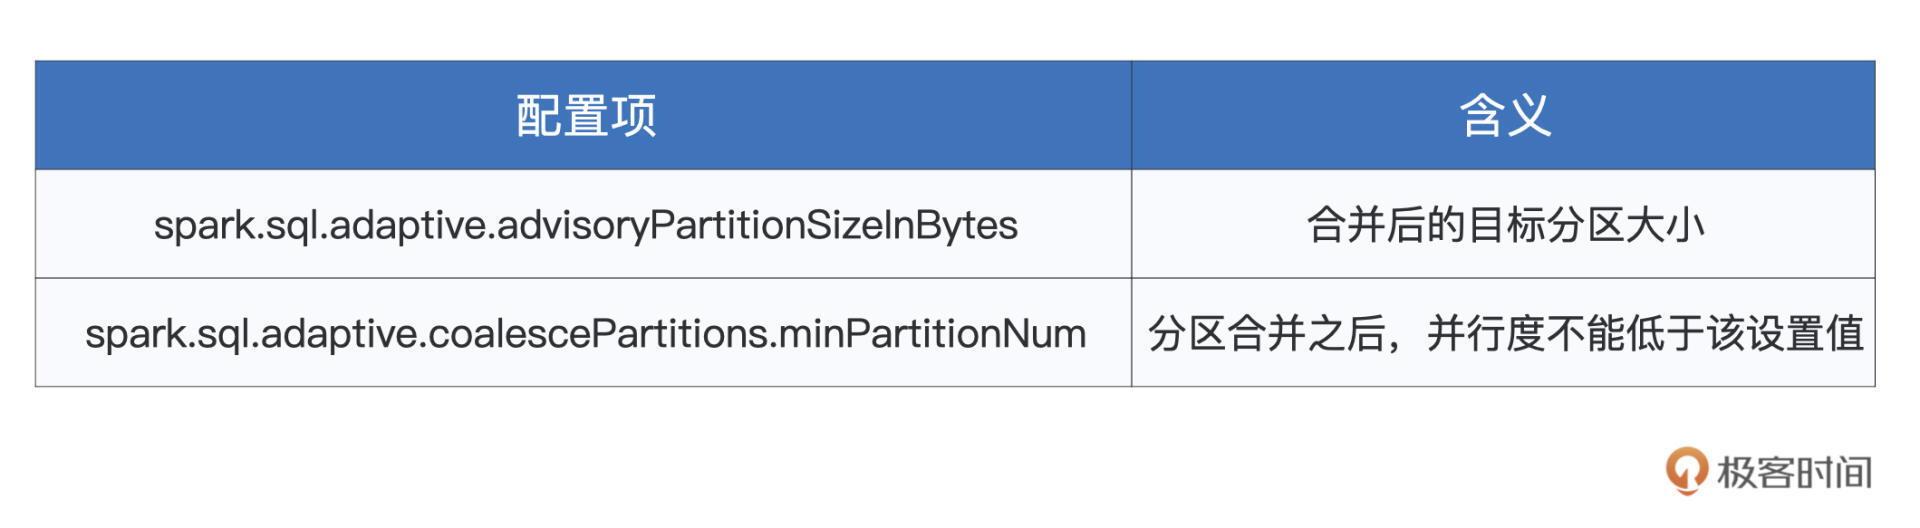 配置项 含义
spark.sql.adaptive.advisoryPartitionSizeInBytes 合并后的目标分区大小
spark.sql.adaptive.coalescePartitions.minPartitionNum 分区合并之后，并行度不能低于该设置值
极客时间